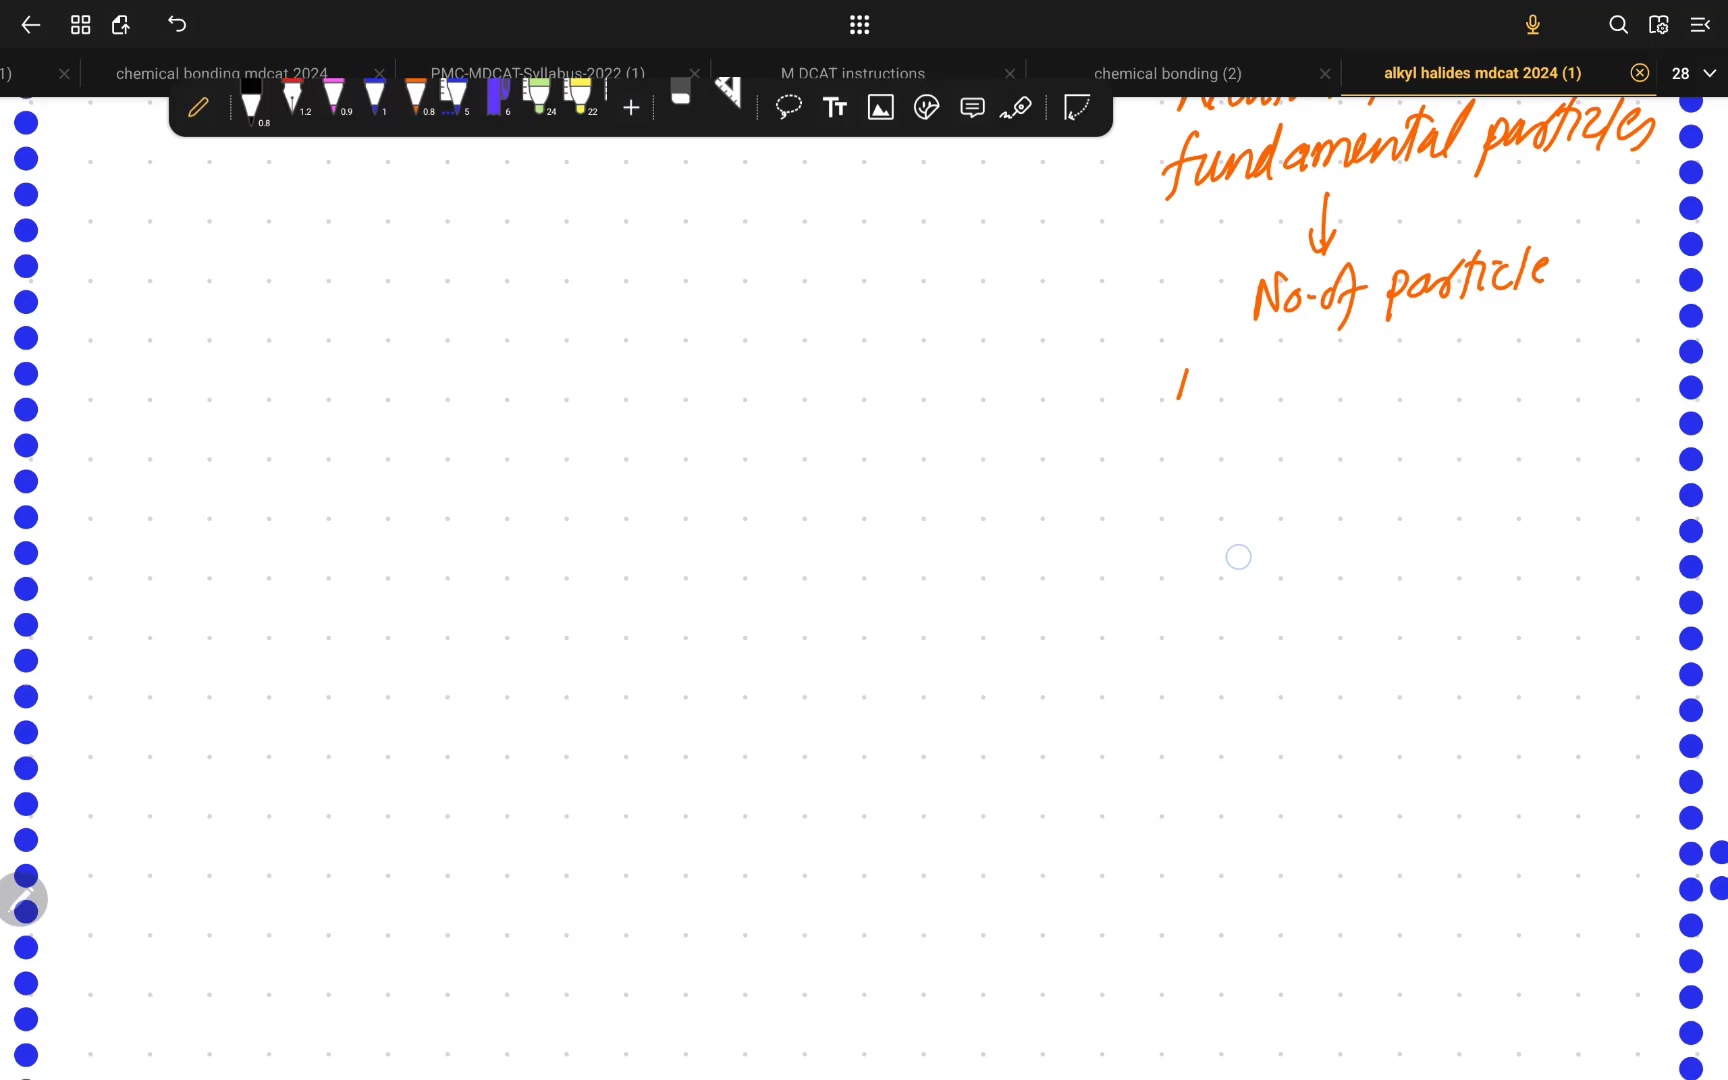 1)
chemical bonding mdcat 2024
PMC-MDCAT-Syllabus-2022 (1)
M DCAT instructions
chemical bonding (2)
alkyl halides mdcat 2024 (1)
28
0.8
1.2
0.9
1
0.8
5
6
24
22
Tt
fundamental particles
No-of particle